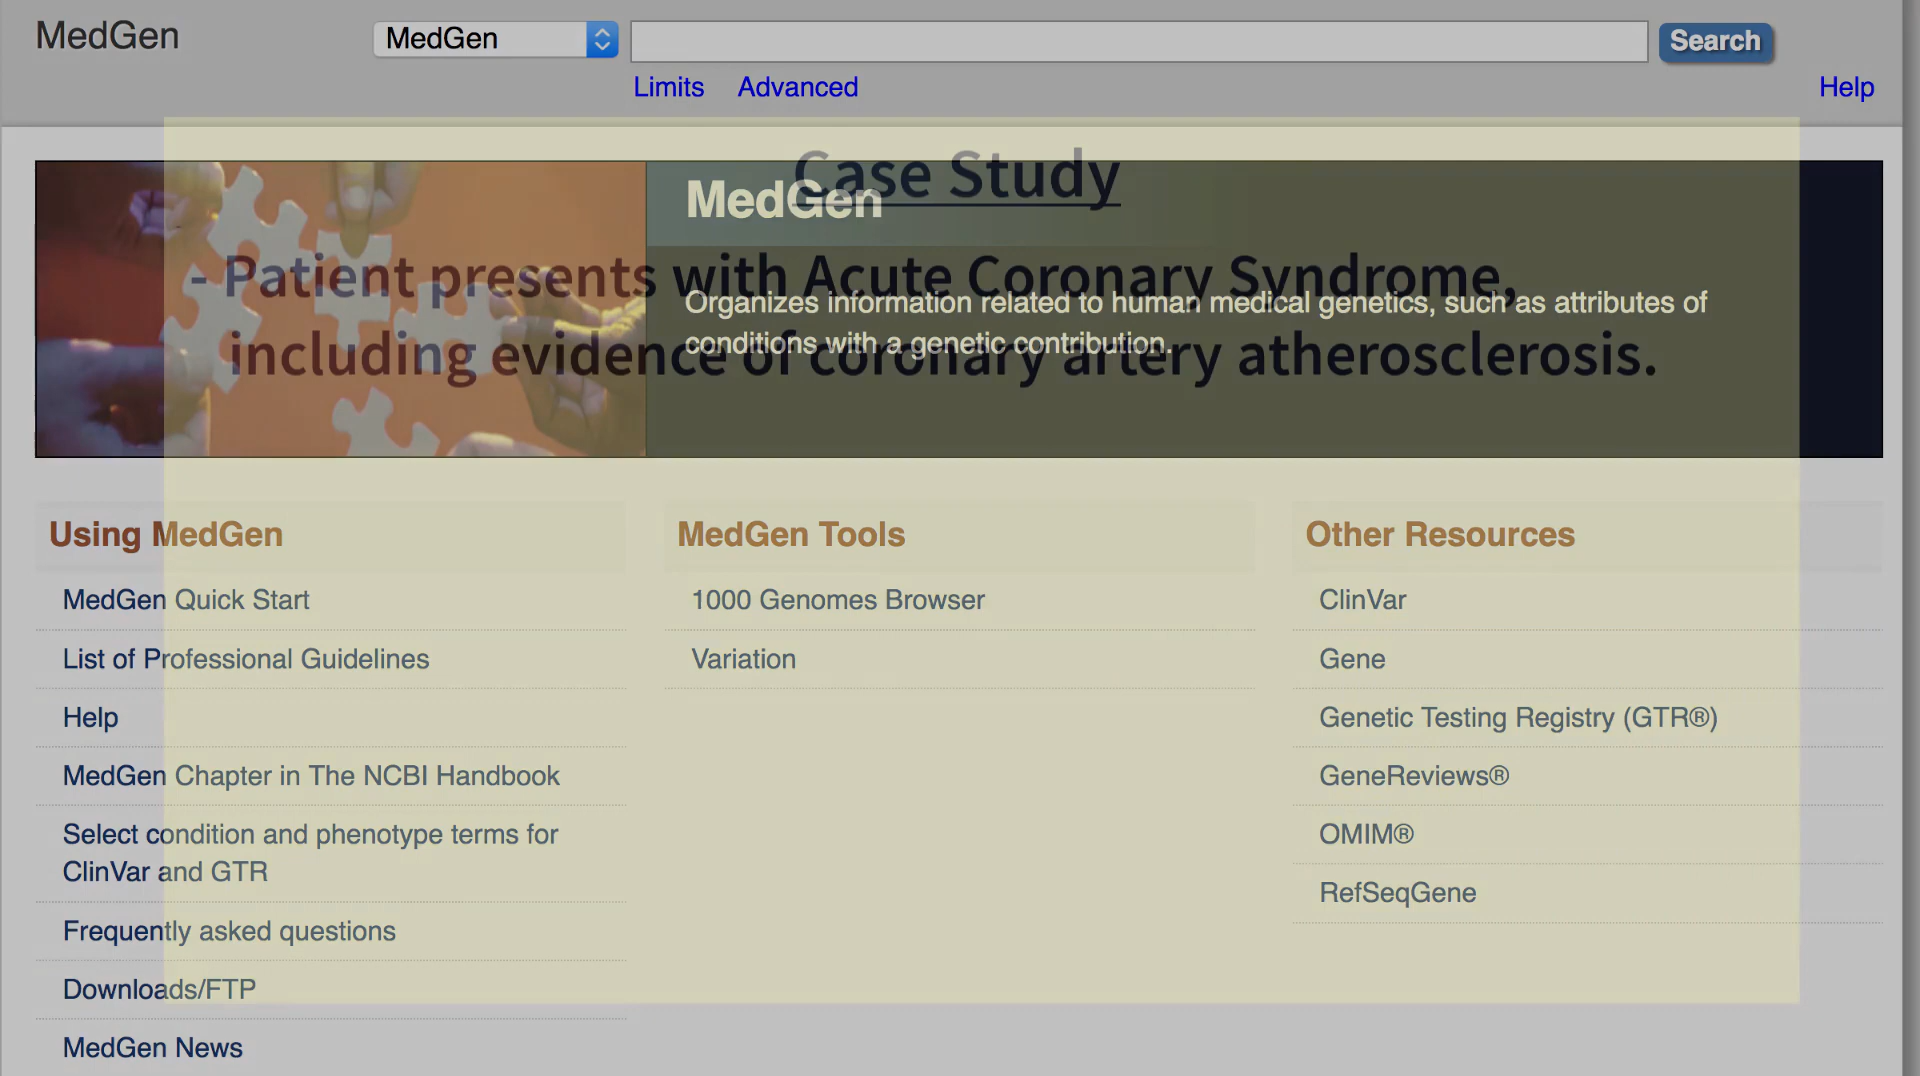 MedGen
MedGen
Search
Limits Advanced
Help
Case Study
MedGen
- Patient presents with Acute Coronary Syndrome,
including evidence of coronary artery atherosclerosis.
Organizes information related to human medical genetics, such as attributes of
conditions with a genetic contribution.
Using MedGen
MedGen Quick Start
List of Professional Guidelines
Help
MedGen Chapter in The NCBI Handbook
Select condition and phenotype terms for
ClinVar and GTR
Frequently asked questions
Downloads/FTP
MedGen News
MedGen Tools
1000 Genomes Browser
Variation
Other Resources
ClinVar
Gene
Genetic Testing Registry (GTR®)
GeneReviews®
OMIM®
RefSeqGene